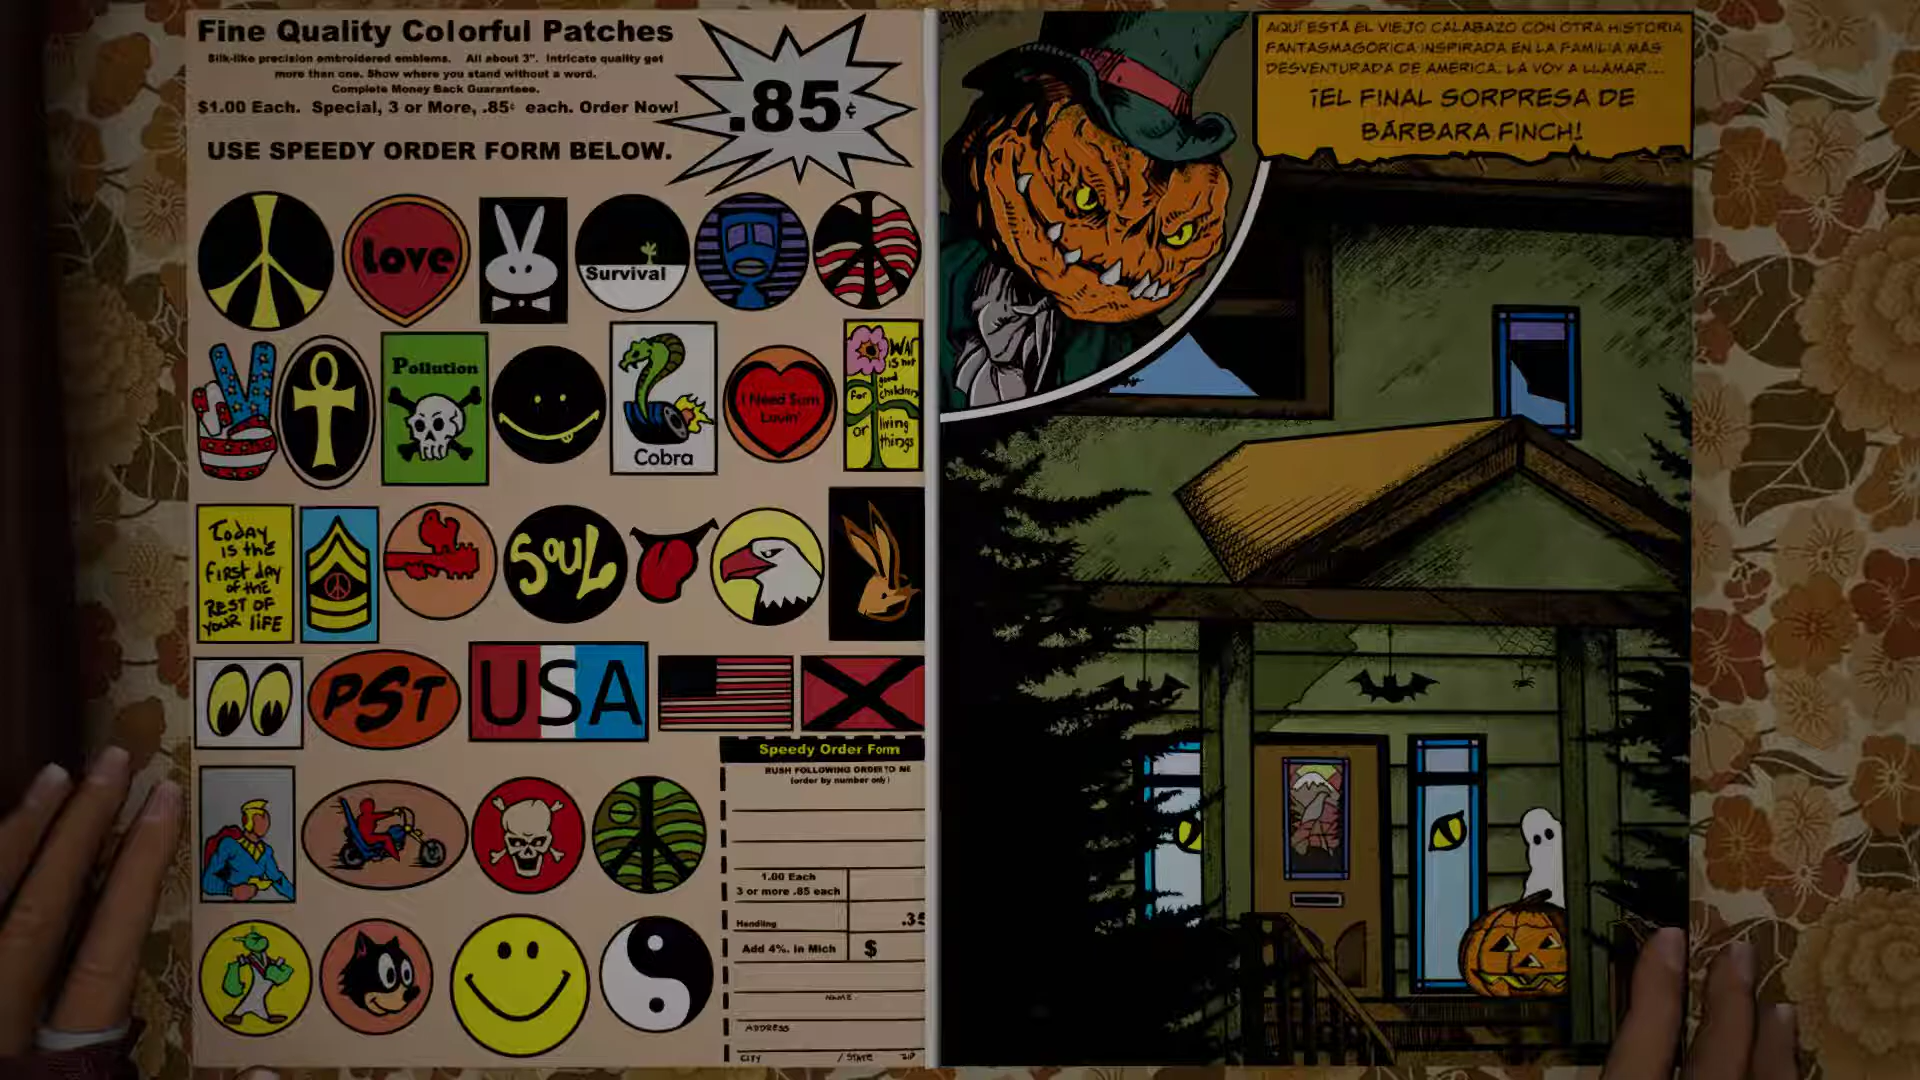 Fine Quality Colorful Patches
Silk-like precision embroidered emblems. All about 3". Intricate quality get
more than one. Show where you stand without a word.
Complete Money Back Guaranteee.
$1.00 Each. Special, 3 or More, .85¢ each. Order Now!
.85¢
USE SPEEDY ORDER FORM BELOW.
Love
Survival
Pollution
Cobra
I Need Sum
Lovin'
WAR
is not
good
for children
or living
things
Today
is the
first day
of the
REST OF
YOUR LIFE
SOUL
PST
USA
Speedy Order Form
RUSH FOLLOWING ORDER TO ME
(order by number only)
1.00 Each
3 or more .85 each
Handling .35
Add 4%. in Mich $
NAME
ADDRESS
CITY / STATE ZIP
AQUÍ ESTÁ EL VIEJO CALABAZO CON OTRA HISTORIA
FANTASMAGÓRICA INSPIRADA EN LA FAMILIA MÁS
DESVENTURADA DE AMÉRICA. LA VOY A LLAMAR...
¡EL FINAL SORPRESA DE
BÁRBARA FINCH!